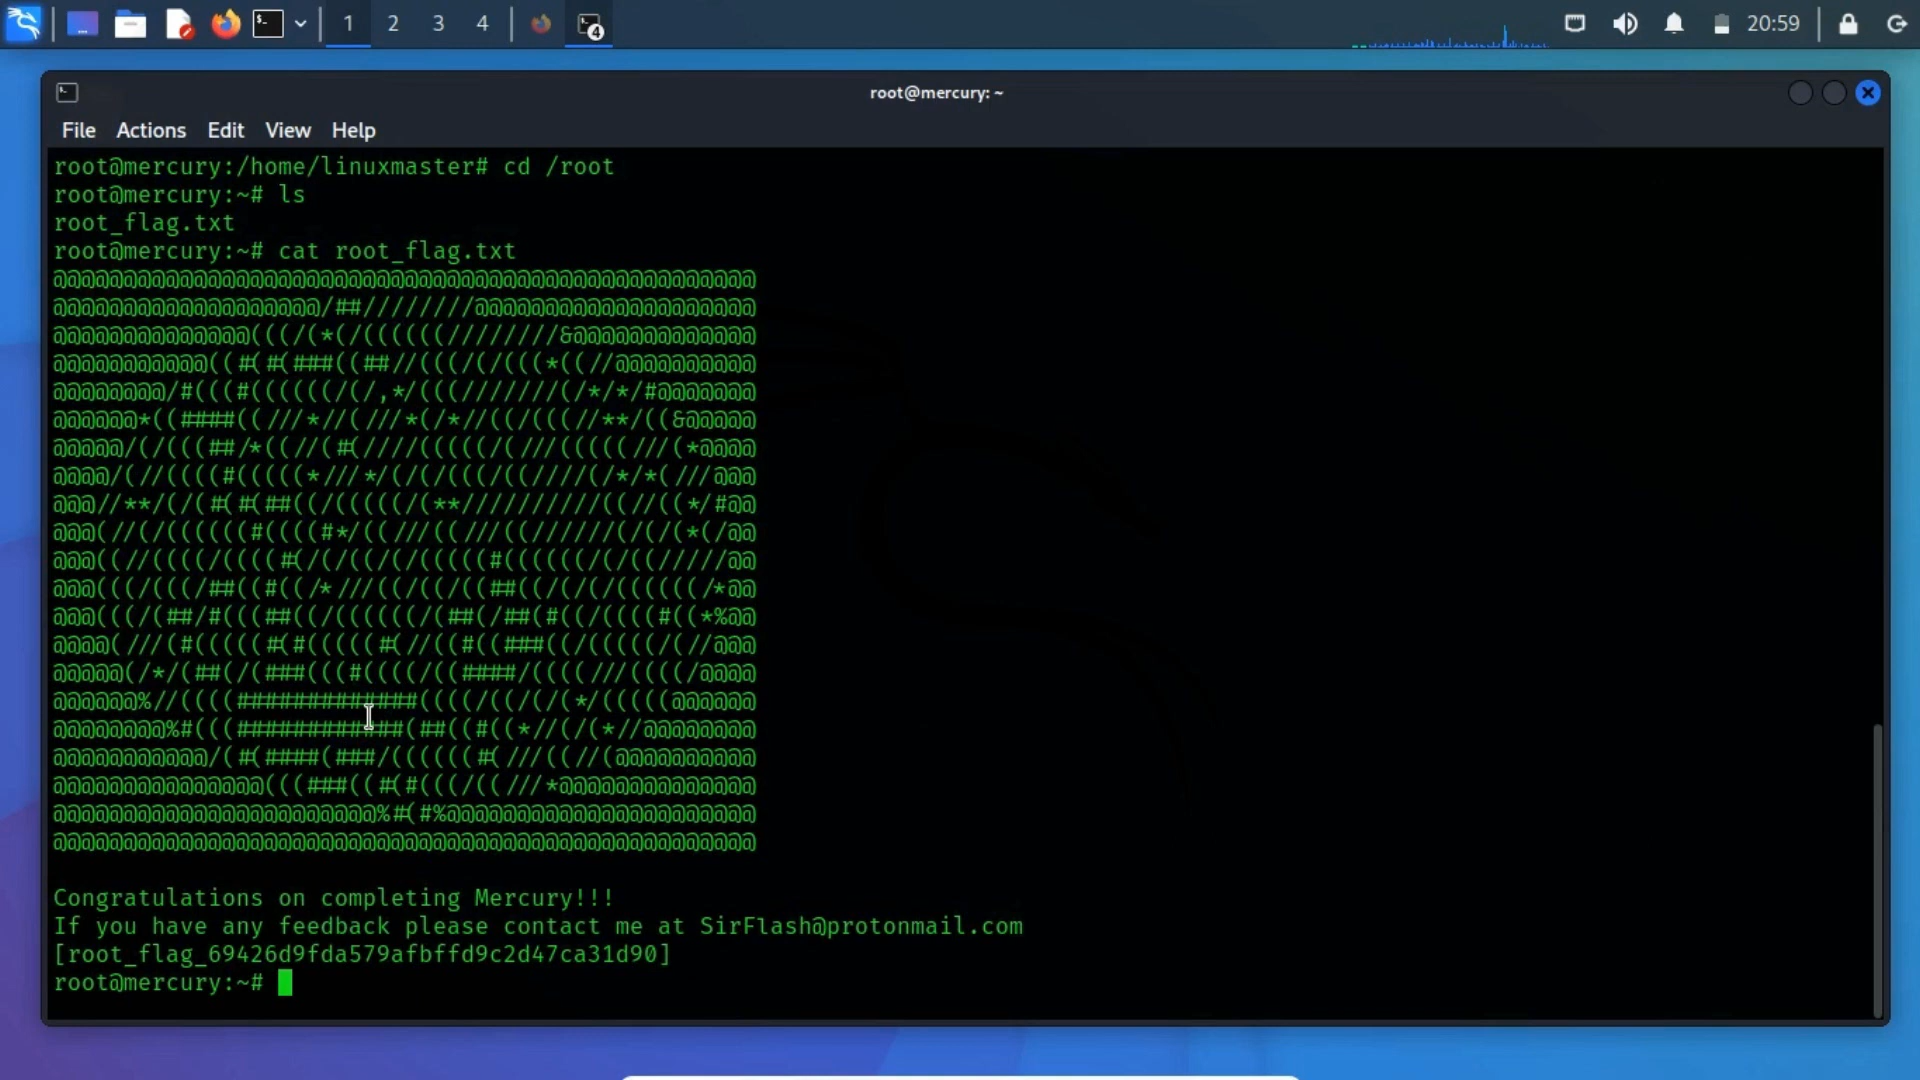 1 2 3 4
4
20:59
root@mercury: ~
File Actions Edit View Help
root@mercury:/home/linuxmaster# cd /root
root@mercury:~# ls
root_flag.txt
root@mercury:~# cat root_flag.txt
@@@@@@@@@@@@@@@@@@@@@@@@@@@@@@@@@@@@@@@@@@@@@@@@@@
@@@@@@@@@@@@@@@@@@@/##////////@@@@@@@@@@@@@@@@@@@@
@@@@@@@@@@@@@@(((/(*(/((((((////////&@@@@@@@@@@@@@
@@@@@@@@@@@((#(#(###((##//(((/(/(((*((//@@@@@@@@@@
@@@@@@@@/#(((#((((((/(/,*/(((///////(/*/*/#@@@@@@@
@@@@@@*((####((///*//(///*(/*//((/(((//**/((&@@@@@
@@@@@/(/(((##/*((//(#(////((((/(/(///(((((///(*@@@@
@@@@/(//((((#(((((*///*/(/(/(((/((////(/*/*(///@@@
@@@//**/(/(#(#(##((/(((((/(**//////////((//((*/#@@
@@@(//(/((((((#((((#*/((///((///((//////(/(/(*(/@@
@@@((//((((/((((#(/(/((/(/(((((#((((((/(/((/////@@
@@@(((/(((/##((#((/*///((/((/((##((/(/(/((((((/*@@
@@@(((/(##/#(((##((/((((((/(##(/##(#((/((((#((*%@@
@@@@(///(#(((((#(#(((((#(//((#((###((/(((((/(//@@@
@@@@@(/*/(##(/(###(((#((((/((####/((((///((((/@@@@
@@@@@@%//((((#############((((/((/(/(*/(((((@@@@@@
@@@@@@@@%#(((############(##((#((*//(/(*//@@@@@@@@
@@@@@@@@@@@/(#(####(###/((((((#(///((//(@@@@@@@@@@
@@@@@@@@@@@@@@@(((###((#(#(((/((///*@@@@@@@@@@@@@@
@@@@@@@@@@@@@@@@@@@@@@@%#(#%@@@@@@@@@@@@@@@@@@@@@@
@@@@@@@@@@@@@@@@@@@@@@@@@@@@@@@@@@@@@@@@@@@@@@@@@@
Congratulations on completing Mercury!!!
If you have any feedback please contact me at SirFlash@protonmail.com
[root_flag_69426d9fda579afbffd9c2d47ca31d90]
root@mercury:~#